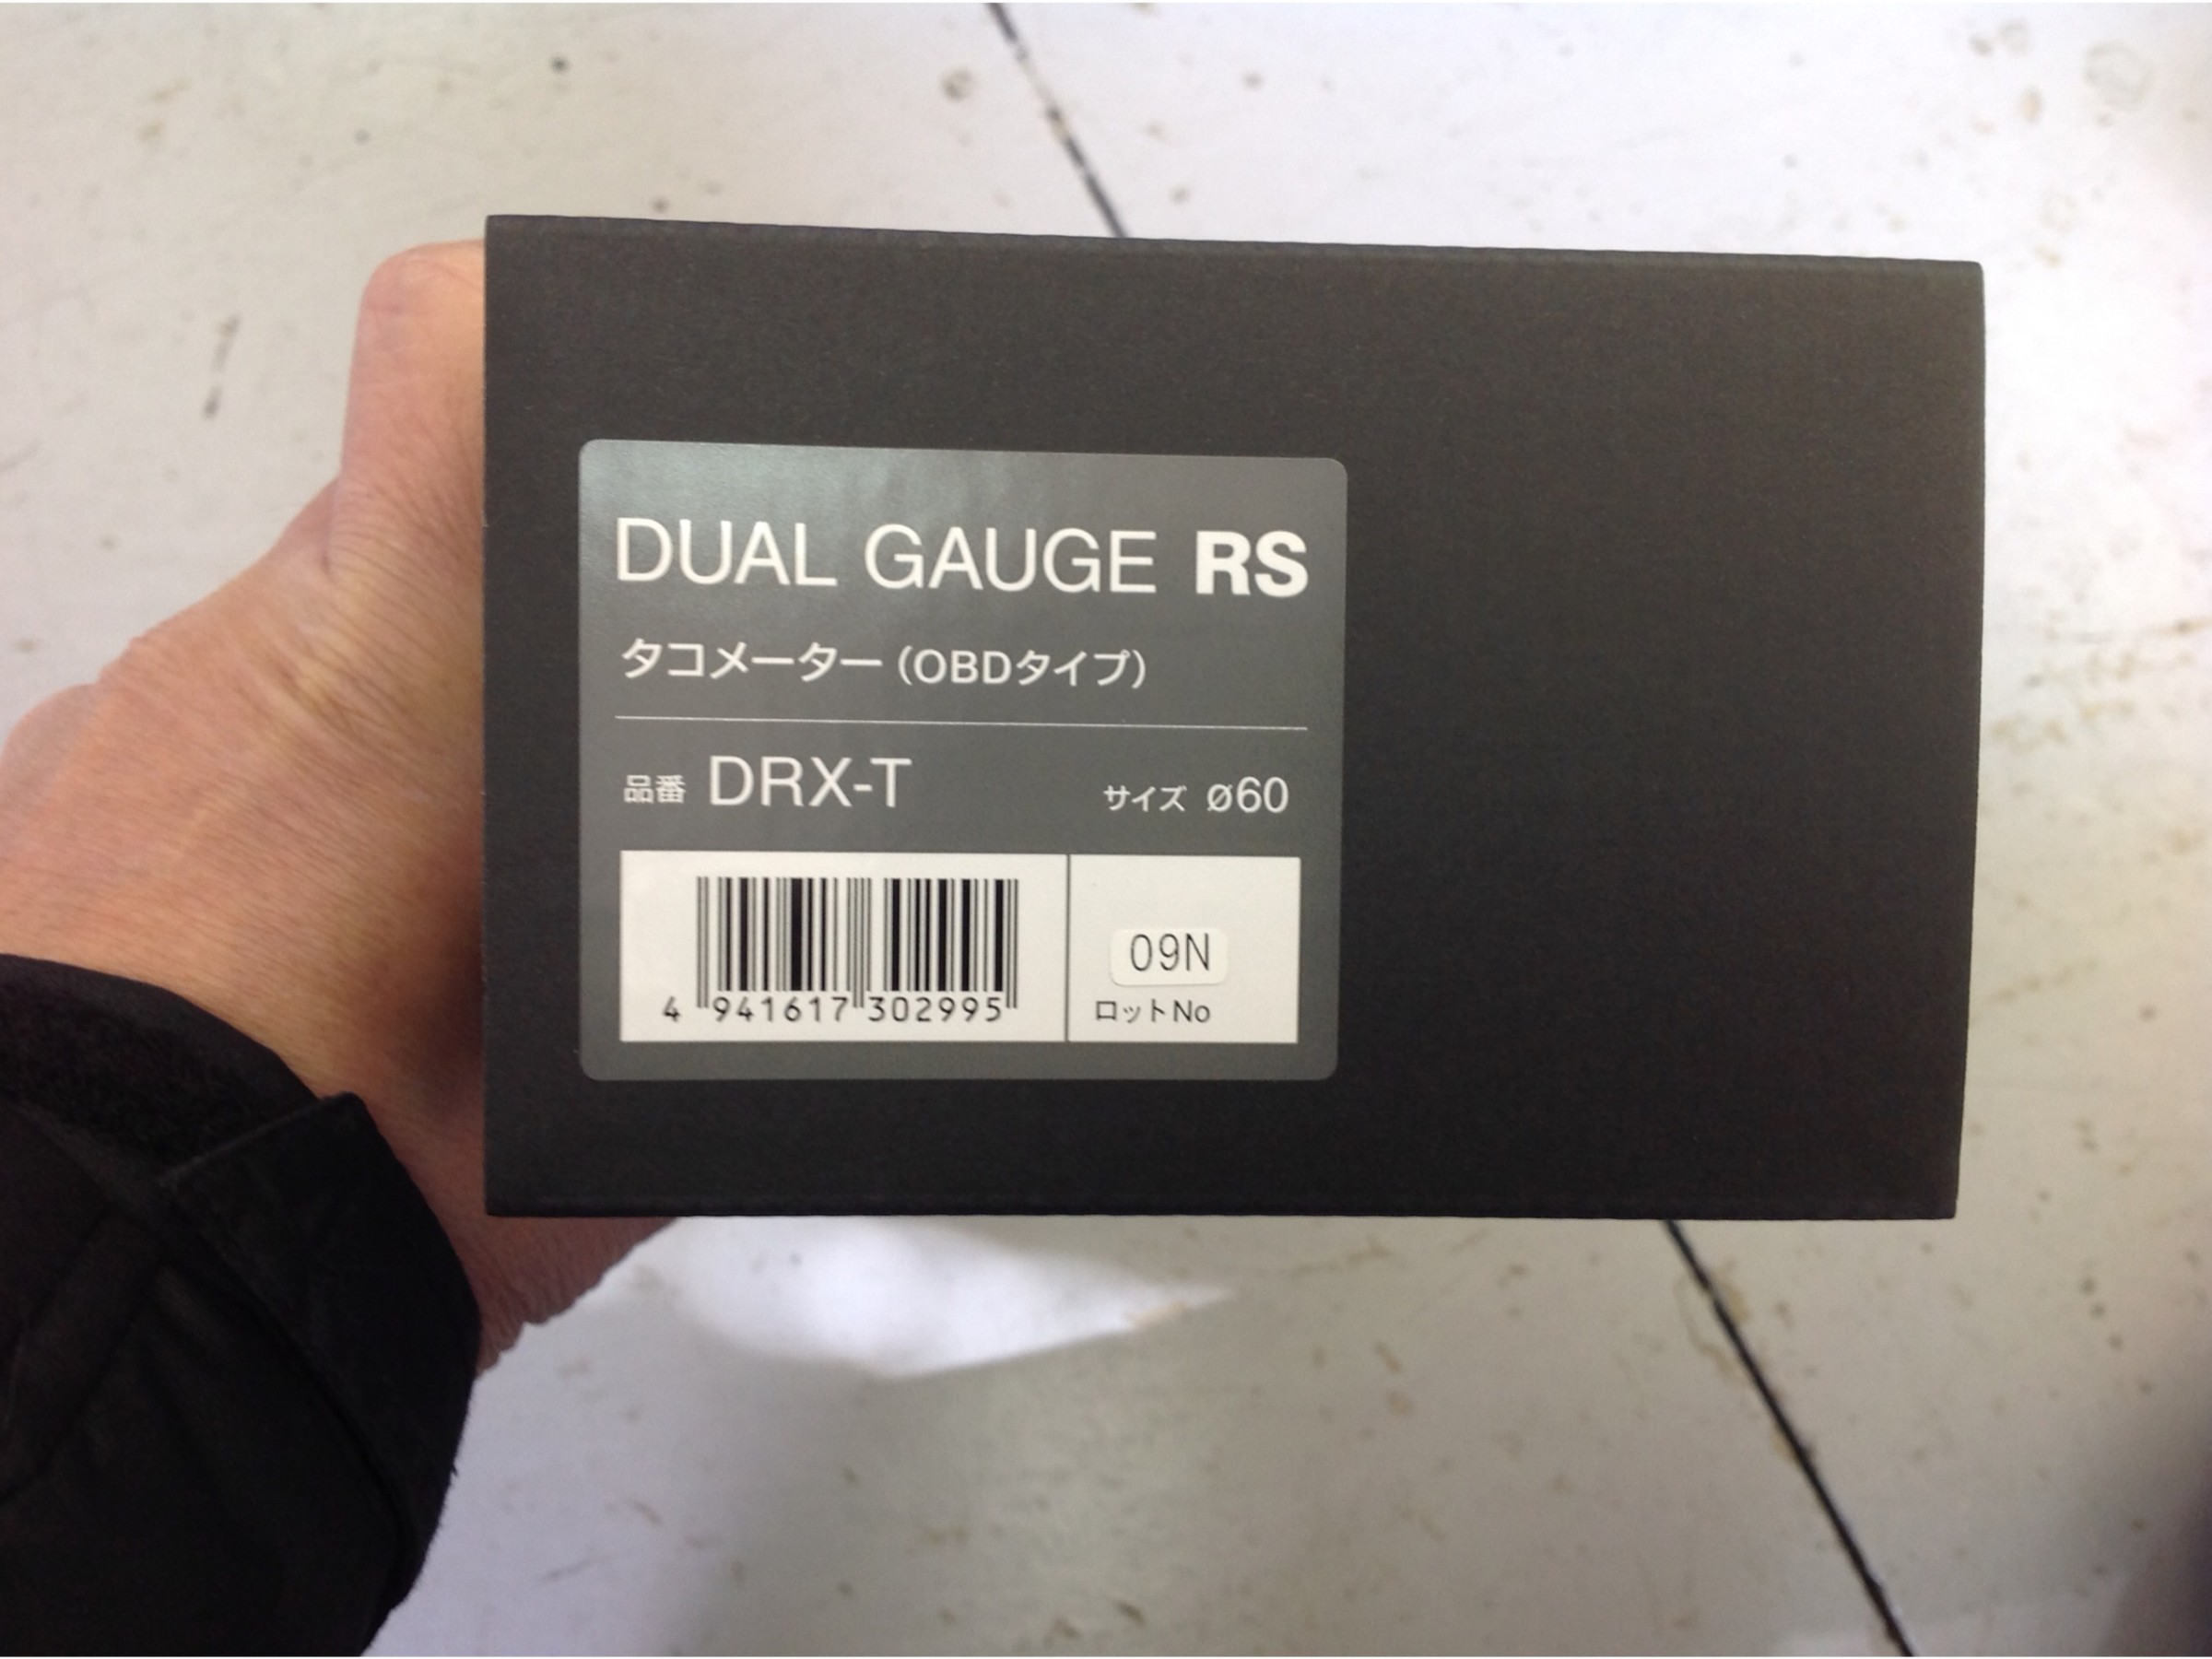 DUAL GAUGE RS
タコメーター(OBDタイプ)
品番 DRX-T サイズ ø60
4 941617 302995
09N
ロットNo